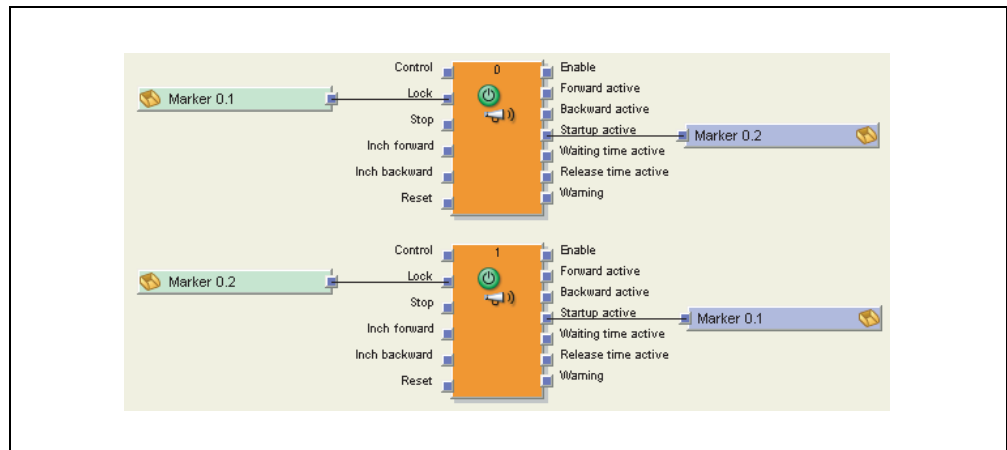 0
Control
Enable
Marker 0.1
Lock
Forward active
Stop
Backward active
Startup active
Marker 0.2
Inch forward
Waiting time active
Inch backward
Release time active
Reset
Warning
1
Control
Enable
Marker 0.2
Lock
Forward active
Stop
Backward active
Startup active
Marker 0.1
Inch forward
Waiting time active
Inch backward
Release time active
Reset
Warning